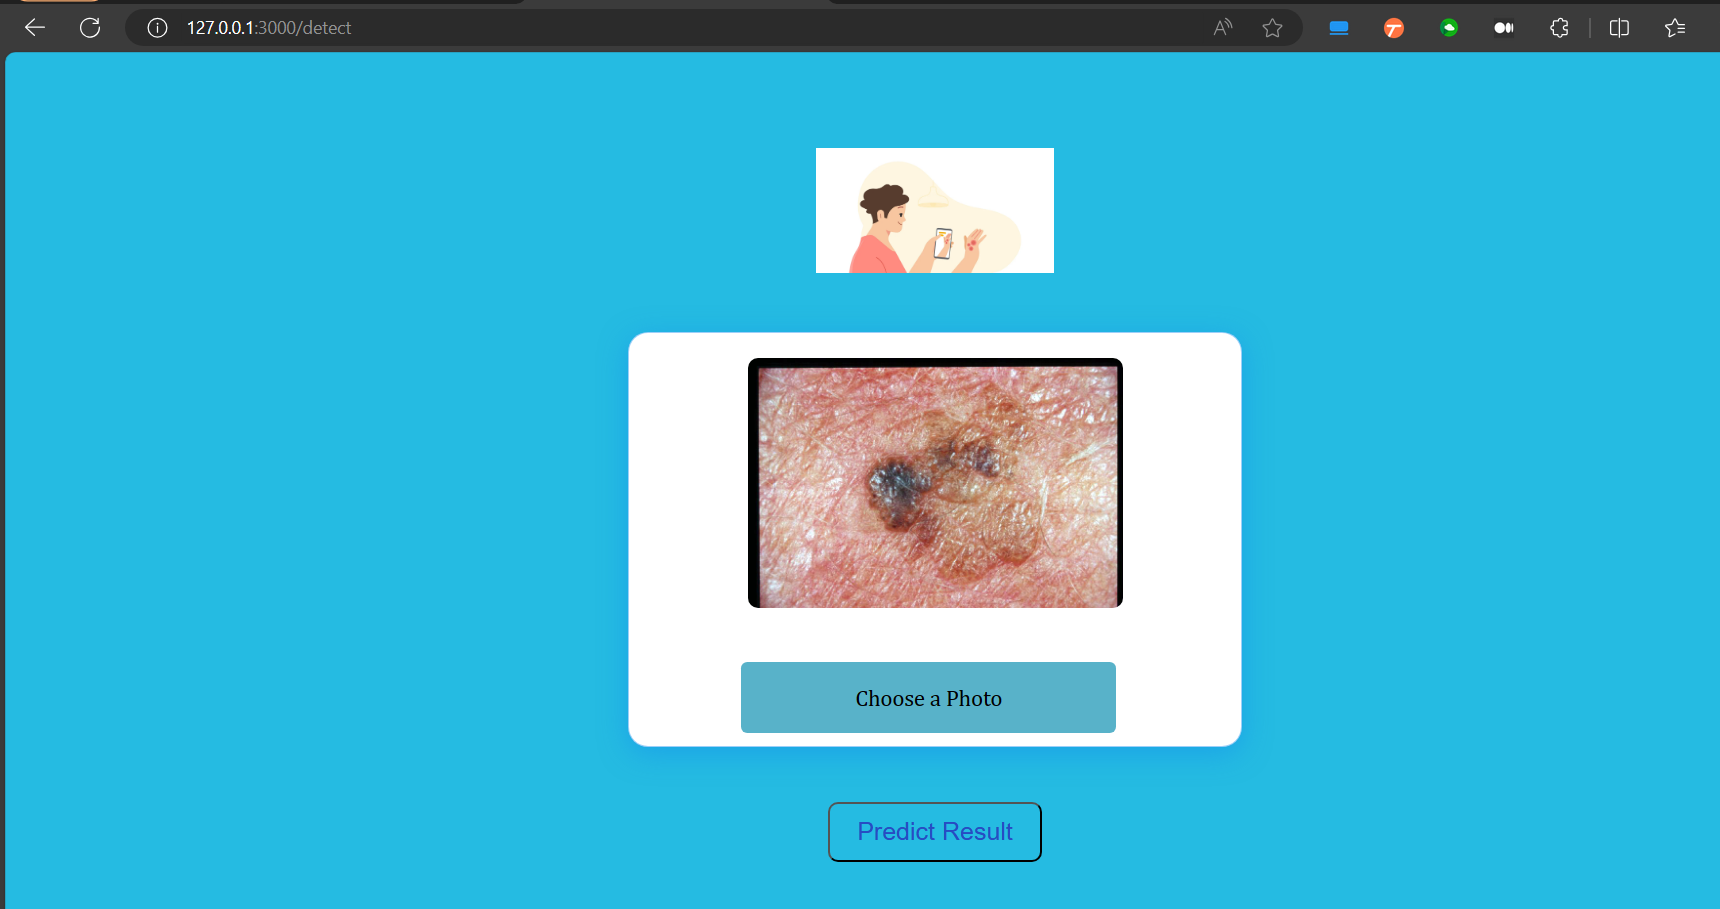 127.0.0.1:3000/detect
Choose a Photo
Predict Result